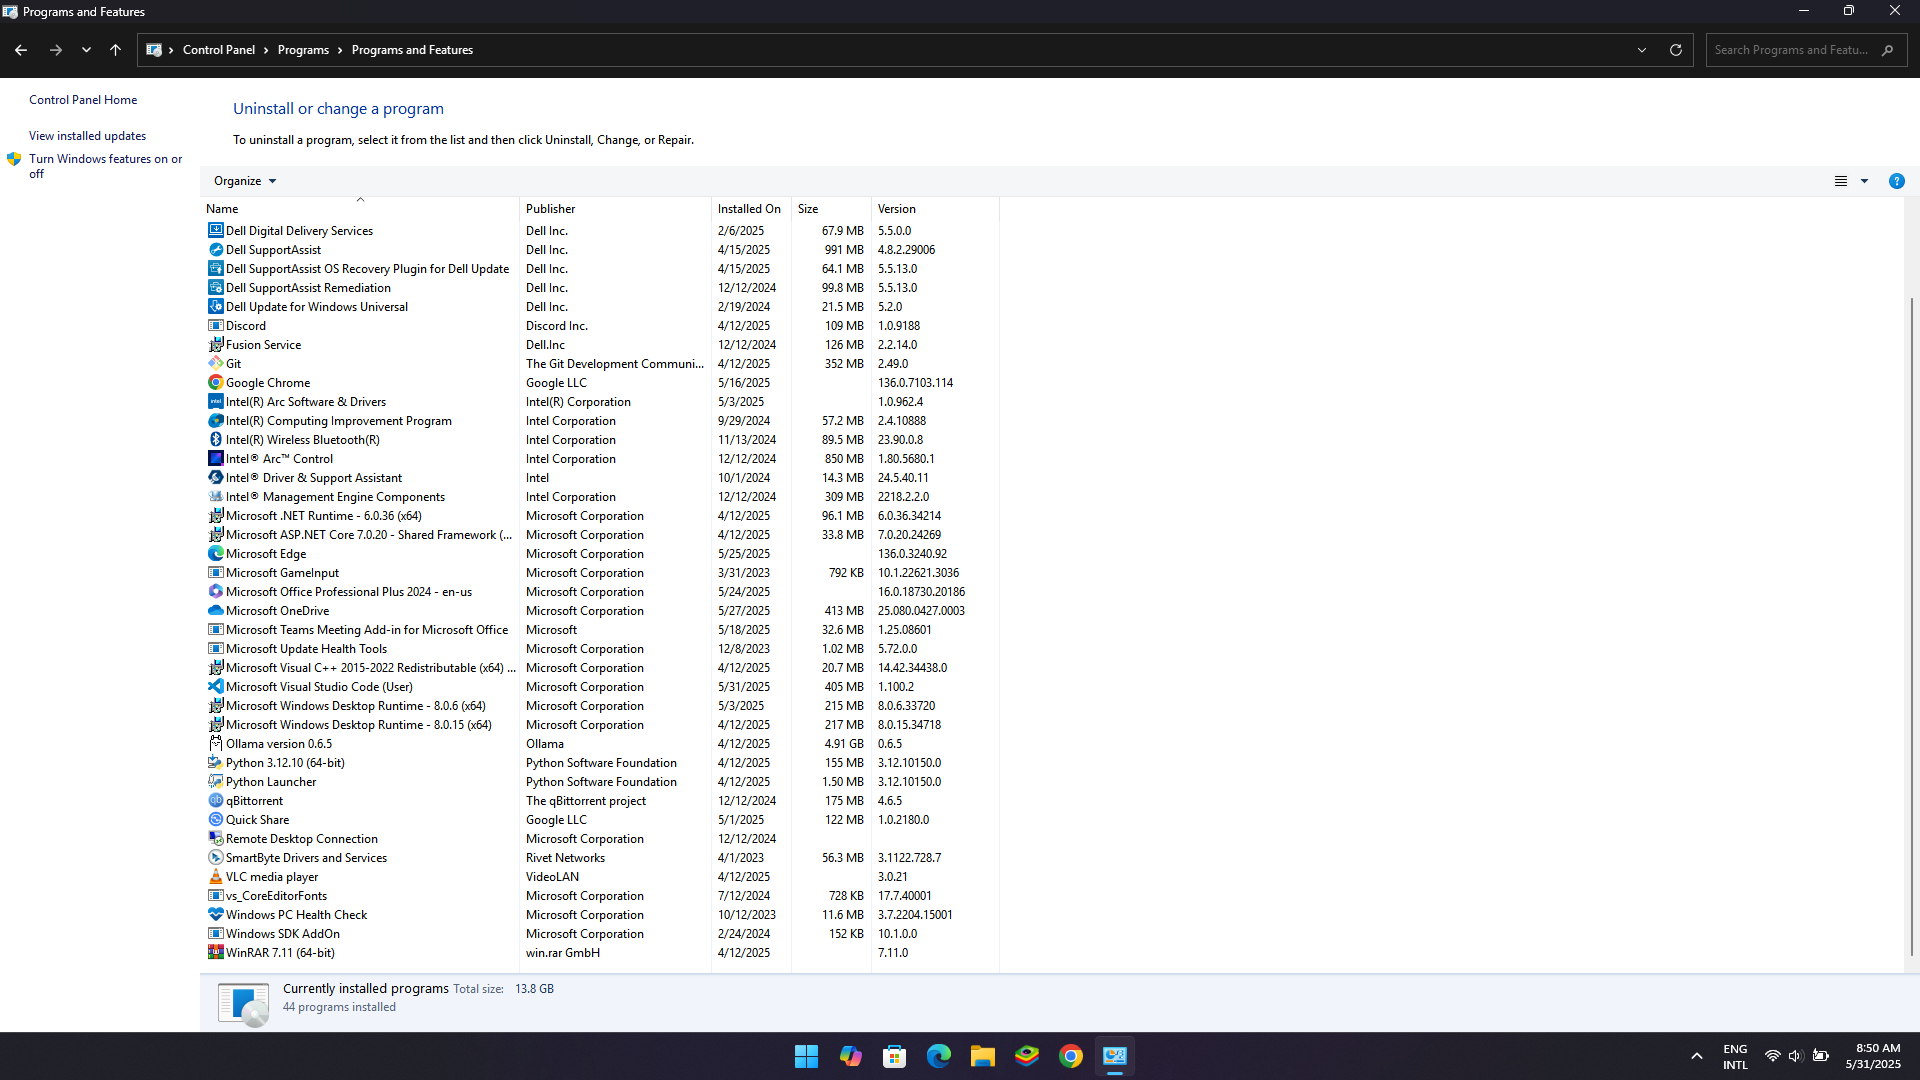 Programs and Features
Control Panel > Programs > Programs and Features
Search Programs and Featu...
Control Panel Home
View installed updates
Turn Windows features on or
off
Uninstall or change a program
To uninstall a program, select it from the list and then click Uninstall, Change, or Repair.
Organize
Name Publisher Installed On Size Version
Dell Digital Delivery Services Dell Inc. 2/6/2025 67.9 MB 5.5.0.0
Dell SupportAssist Dell Inc. 4/15/2025 991 MB 4.8.2.29006
Dell SupportAssist OS Recovery Plugin for Dell Update Dell Inc. 4/15/2025 64.1 MB 5.5.13.0
Dell SupportAssist Remediation Dell Inc. 12/12/2024 99.8 MB 5.5.13.0
Dell Update for Windows Universal Dell Inc. 2/19/2024 21.5 MB 5.2.0
Discord Discord Inc. 4/12/2025 109 MB 1.0.9188
Fusion Service Dell.Inc 12/12/2024 126 MB 2.2.14.0
Git The Git Development Communi... 4/12/2025 352 MB 2.49.0
Google Chrome Google LLC 5/16/2025 136.0.7103.114
Intel(R) Arc Software & Drivers Intel(R) Corporation 5/3/2025 1.0.962.4
Intel(R) Computing Improvement Program Intel Corporation 9/29/2024 57.2 MB 2.4.10888
Intel(R) Wireless Bluetooth(R) Intel Corporation 11/13/2024 89.5 MB 23.90.0.8
Intel® Arc™ Control Intel Corporation 12/12/2024 850 MB 1.80.5680.1
Intel® Driver & Support Assistant Intel 10/1/2024 14.3 MB 24.5.40.11
Intel® Management Engine Components Intel Corporation 12/12/2024 309 MB 2218.2.2.0
Microsoft .NET Runtime - 6.0.36 (x64) Microsoft Corporation 4/12/2025 96.1 MB 6.0.36.34214
Microsoft ASP.NET Core 7.0.20 - Shared Framework (... Microsoft Corporation 4/12/2025 33.8 MB 7.0.20.24269
Microsoft Edge Microsoft Corporation 5/25/2025 136.0.3240.92
Microsoft GameInput Microsoft Corporation 3/31/2023 792 KB 10.1.22621.3036
Microsoft Office Professional Plus 2024 - en-us Microsoft Corporation 5/24/2025 16.0.18730.20186
Microsoft OneDrive Microsoft Corporation 5/27/2025 413 MB 25.080.0427.0003
Microsoft Teams Meeting Add-in for Microsoft Office Microsoft 5/18/2025 32.6 MB 1.25.08601
Microsoft Update Health Tools Microsoft Corporation 12/8/2023 1.02 MB 5.72.0.0
Microsoft Visual C++ 2015-2022 Redistributable (x64) ... Microsoft Corporation 4/12/2025 20.7 MB 14.42.34438.0
Microsoft Visual Studio Code (User) Microsoft Corporation 5/31/2025 405 MB 1.100.2
Microsoft Windows Desktop Runtime - 8.0.6 (x64) Microsoft Corporation 5/3/2025 215 MB 8.0.6.33720
Microsoft Windows Desktop Runtime - 8.0.15 (x64) Microsoft Corporation 4/12/2025 217 MB 8.0.15.34718
Ollama version 0.6.5 Ollama 4/12/2025 4.91 GB 0.6.5
Python 3.12.10 (64-bit) Python Software Foundation 4/12/2025 155 MB 3.12.10150.0
Python Launcher Python Software Foundation 4/12/2025 1.50 MB 3.12.10150.0
qBittorrent The qBittorrent project 12/12/2024 175 MB 4.6.5
Quick Share Google LLC 5/1/2025 122 MB 1.0.2180.0
Remote Desktop Connection Microsoft Corporation 12/12/2024
SmartByte Drivers and Services Rivet Networks 4/1/2023 56.3 MB 3.1122.728.7
VLC media player VideoLAN 4/12/2025 3.0.21
vs_CoreEditorFonts Microsoft Corporation 7/12/2024 728 KB 17.7.40001
Windows PC Health Check Microsoft Corporation 10/12/2023 11.6 MB 3.7.2204.15001
Windows SDK AddOn Microsoft Corporation 2/24/2024 152 KB 10.1.0.0
WinRAR 7.11 (64-bit) win.rar GmbH 4/12/2025 7.11.0
Currently installed programs Total size: 13.8 GB
44 programs installed
ENG
INTL
8:50 AM
5/31/2025